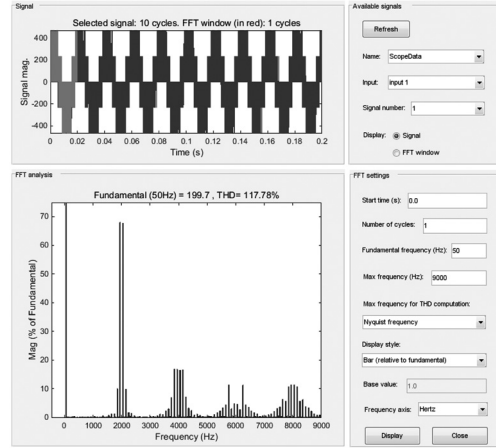 Signal
Selected signal: 10 cycles. FFT window (in red): 1 cycles
400
200
0
-200
-400
Signal mag.
0 0.02 0.04 0.06 0.08 0.1 0.12 0.14 0.16 0.18 0.2
Time (s)
Available signals
Refresh
Name: ScopeData
Input: input 1
Signal number: 1
Display: Signal
FFT window
FFT analysis
Fundamental (50Hz) = 199.7 , THD= 117.78%
70
60
50
40
30
20
10
0
Mag (% of Fundamental)
0 1000 2000 3000 4000 5000 6000 7000 8000 9000
Frequency (Hz)
FFT settings
Start time (s): 0.0
Number of cycles: 1
Fundamental frequency (Hz): 50
Max frequency (Hz): 9000
Max frequency for THD computation:
Nyquist frequency
Display style:
Bar (relative to fundamental)
Base value: 1.0
Frequency axis: Hertz
Display Close